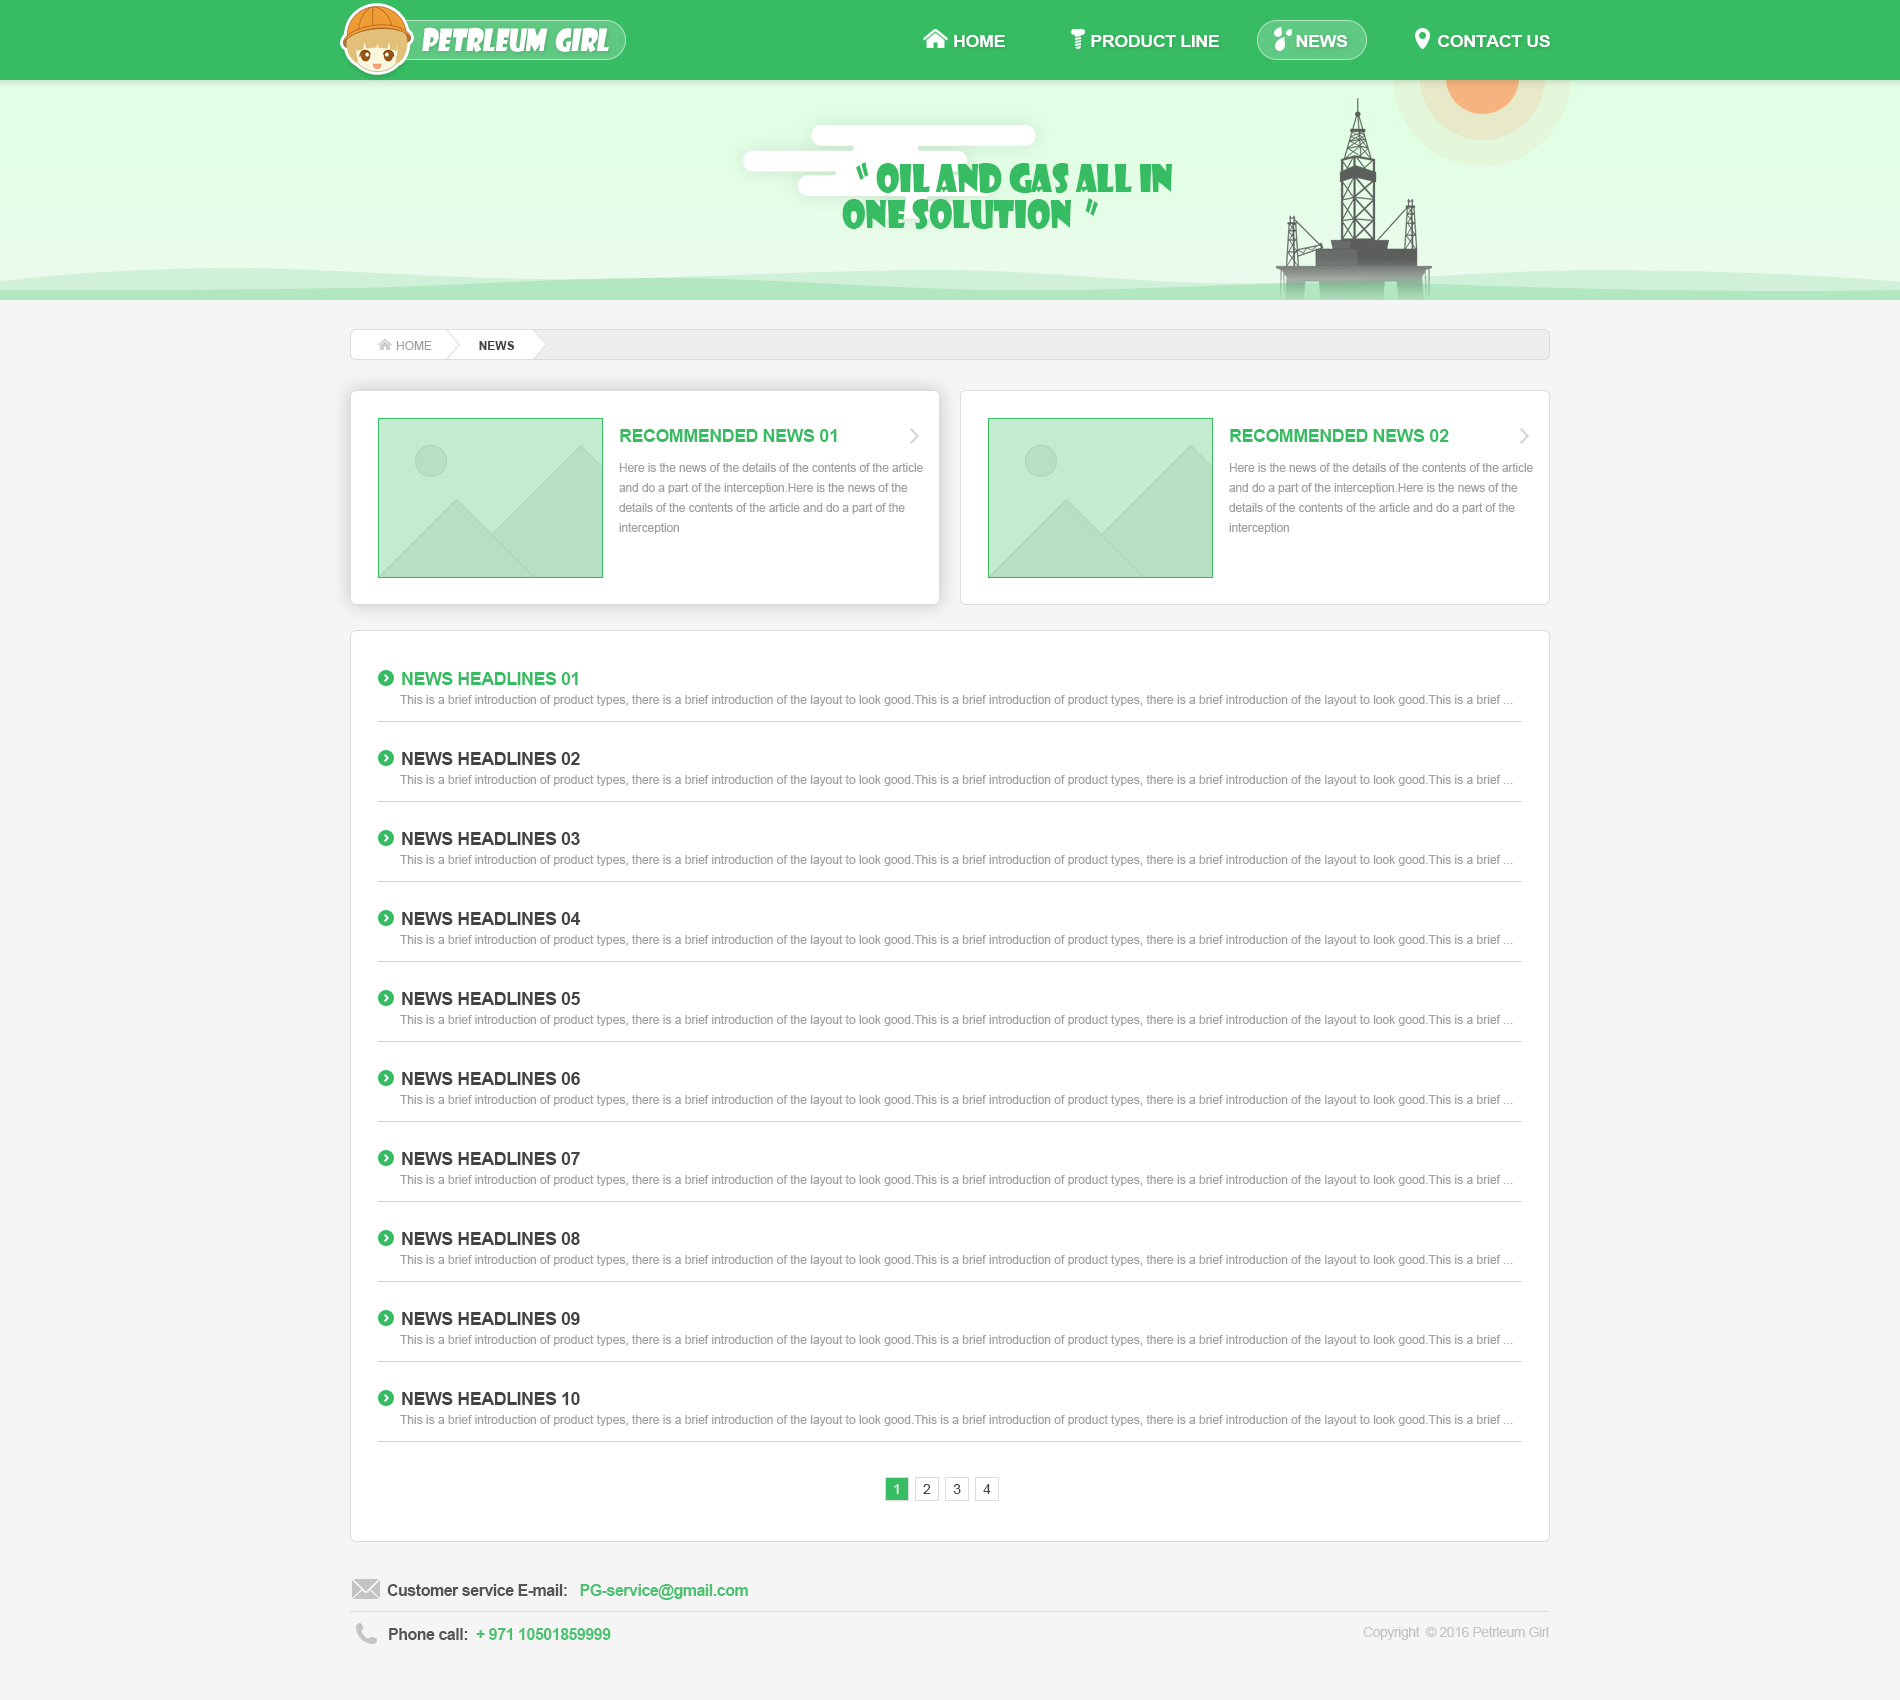 PETRLEUM GIRL
HOME
PRODUCT LINE
NEWS
CONTACT US
" OIL AND GAS ALL IN
ONE SOLUTION "
HOME
NEWS
RECOMMENDED NEWS 01
Here is the news of the details of the contents of the article
and do a part of the interception.Here is the news of the
details of the contents of the article and do a part of the
interception
RECOMMENDED NEWS 02
Here is the news of the details of the contents of the article
and do a part of the interception.Here is the news of the
details of the contents of the article and do a part of the
interception
NEWS HEADLINES 01
This is a brief introduction of product types, there is a brief introduction of the layout to look good.This is a brief introduction of product types, there is a brief introduction of the layout to look good.This is a brief ...
NEWS HEADLINES 02
This is a brief introduction of product types, there is a brief introduction of the layout to look good.This is a brief introduction of product types, there is a brief introduction of the layout to look good.This is a brief ...
NEWS HEADLINES 03
This is a brief introduction of product types, there is a brief introduction of the layout to look good.This is a brief introduction of product types, there is a brief introduction of the layout to look good.This is a brief ...
NEWS HEADLINES 04
This is a brief introduction of product types, there is a brief introduction of the layout to look good.This is a brief introduction of product types, there is a brief introduction of the layout to look good.This is a brief ...
NEWS HEADLINES 05
This is a brief introduction of product types, there is a brief introduction of the layout to look good.This is a brief introduction of product types, there is a brief introduction of the layout to look good.This is a brief ...
NEWS HEADLINES 06
This is a brief introduction of product types, there is a brief introduction of the layout to look good.This is a brief introduction of product types, there is a brief introduction of the layout to look good.This is a brief ...
NEWS HEADLINES 07
This is a brief introduction of product types, there is a brief introduction of the layout to look good.This is a brief introduction of product types, there is a brief introduction of the layout to look good.This is a brief ...
NEWS HEADLINES 08
This is a brief introduction of product types, there is a brief introduction of the layout to look good.This is a brief introduction of product types, there is a brief introduction of the layout to look good.This is a brief ...
NEWS HEADLINES 09
This is a brief introduction of product types, there is a brief introduction of the layout to look good.This is a brief introduction of product types, there is a brief introduction of the layout to look good.This is a brief ...
NEWS HEADLINES 10
This is a brief introduction of product types, there is a brief introduction of the layout to look good.This is a brief introduction of product types, there is a brief introduction of the layout to look good.This is a brief ...
1 2 3 4
Customer service E-mail: PG-service@gmail.com
Phone call: + 971 10501859999
Copyright © 2016 Petrleum Girl